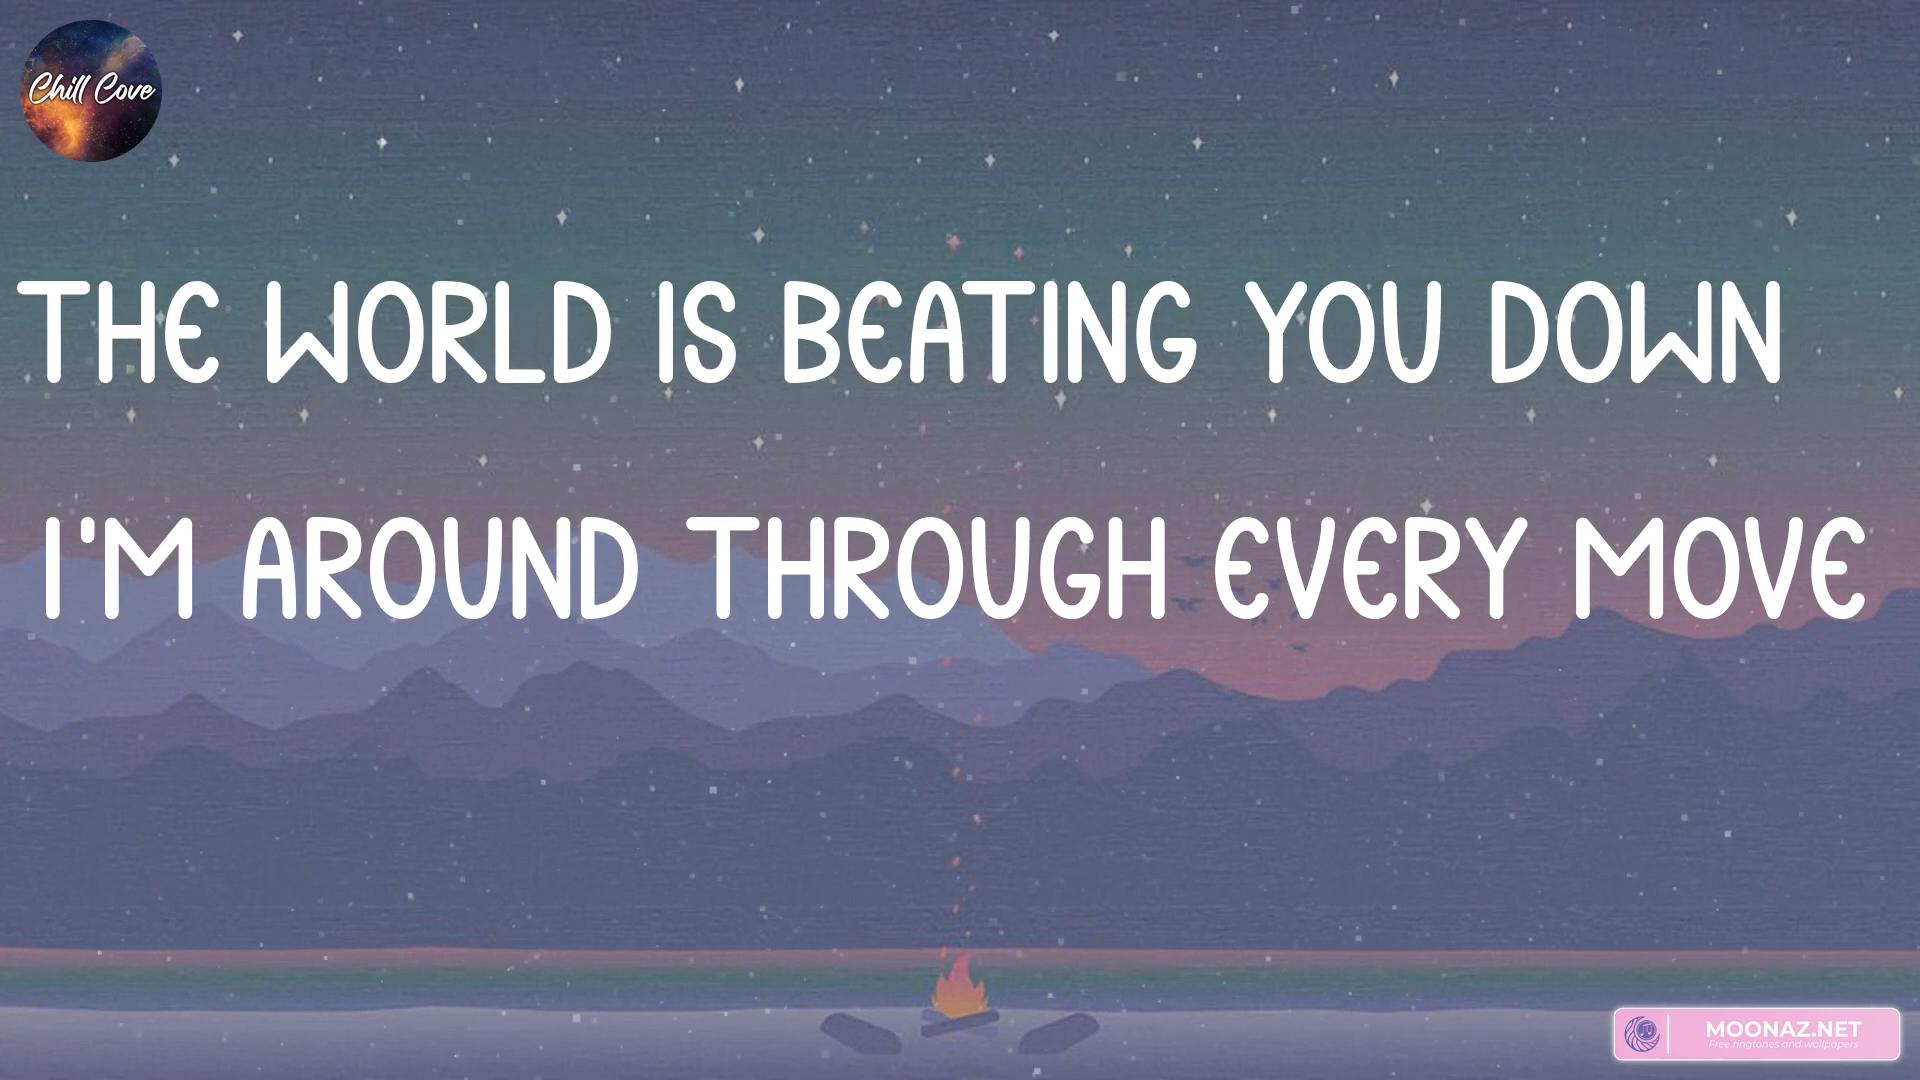 Chill Cove
THE WORLD IS BEATING YOU DOWN
I'M AROUND THROUGH EVERY MOVE
MOONAZ.NET
Free ringtones and wallpapers